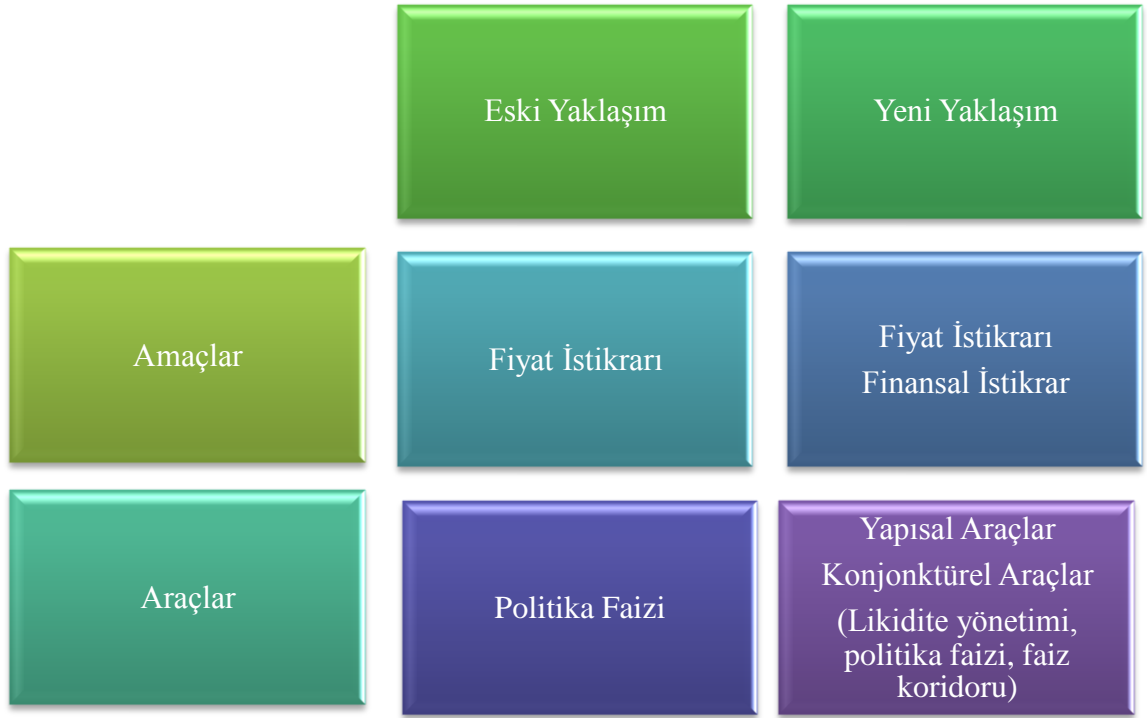 Eski Yaklaşım
Yeni Yaklaşım
Amaçlar
Fiyat İstikrarı
Fiyat İstikrarı
Finansal İstikrar
Araçlar
Politika Faizi
Yapısal Araçlar
Konjonktürel Araçlar
(Likidite yönetimi,
politika faizi, faiz
koridoru)